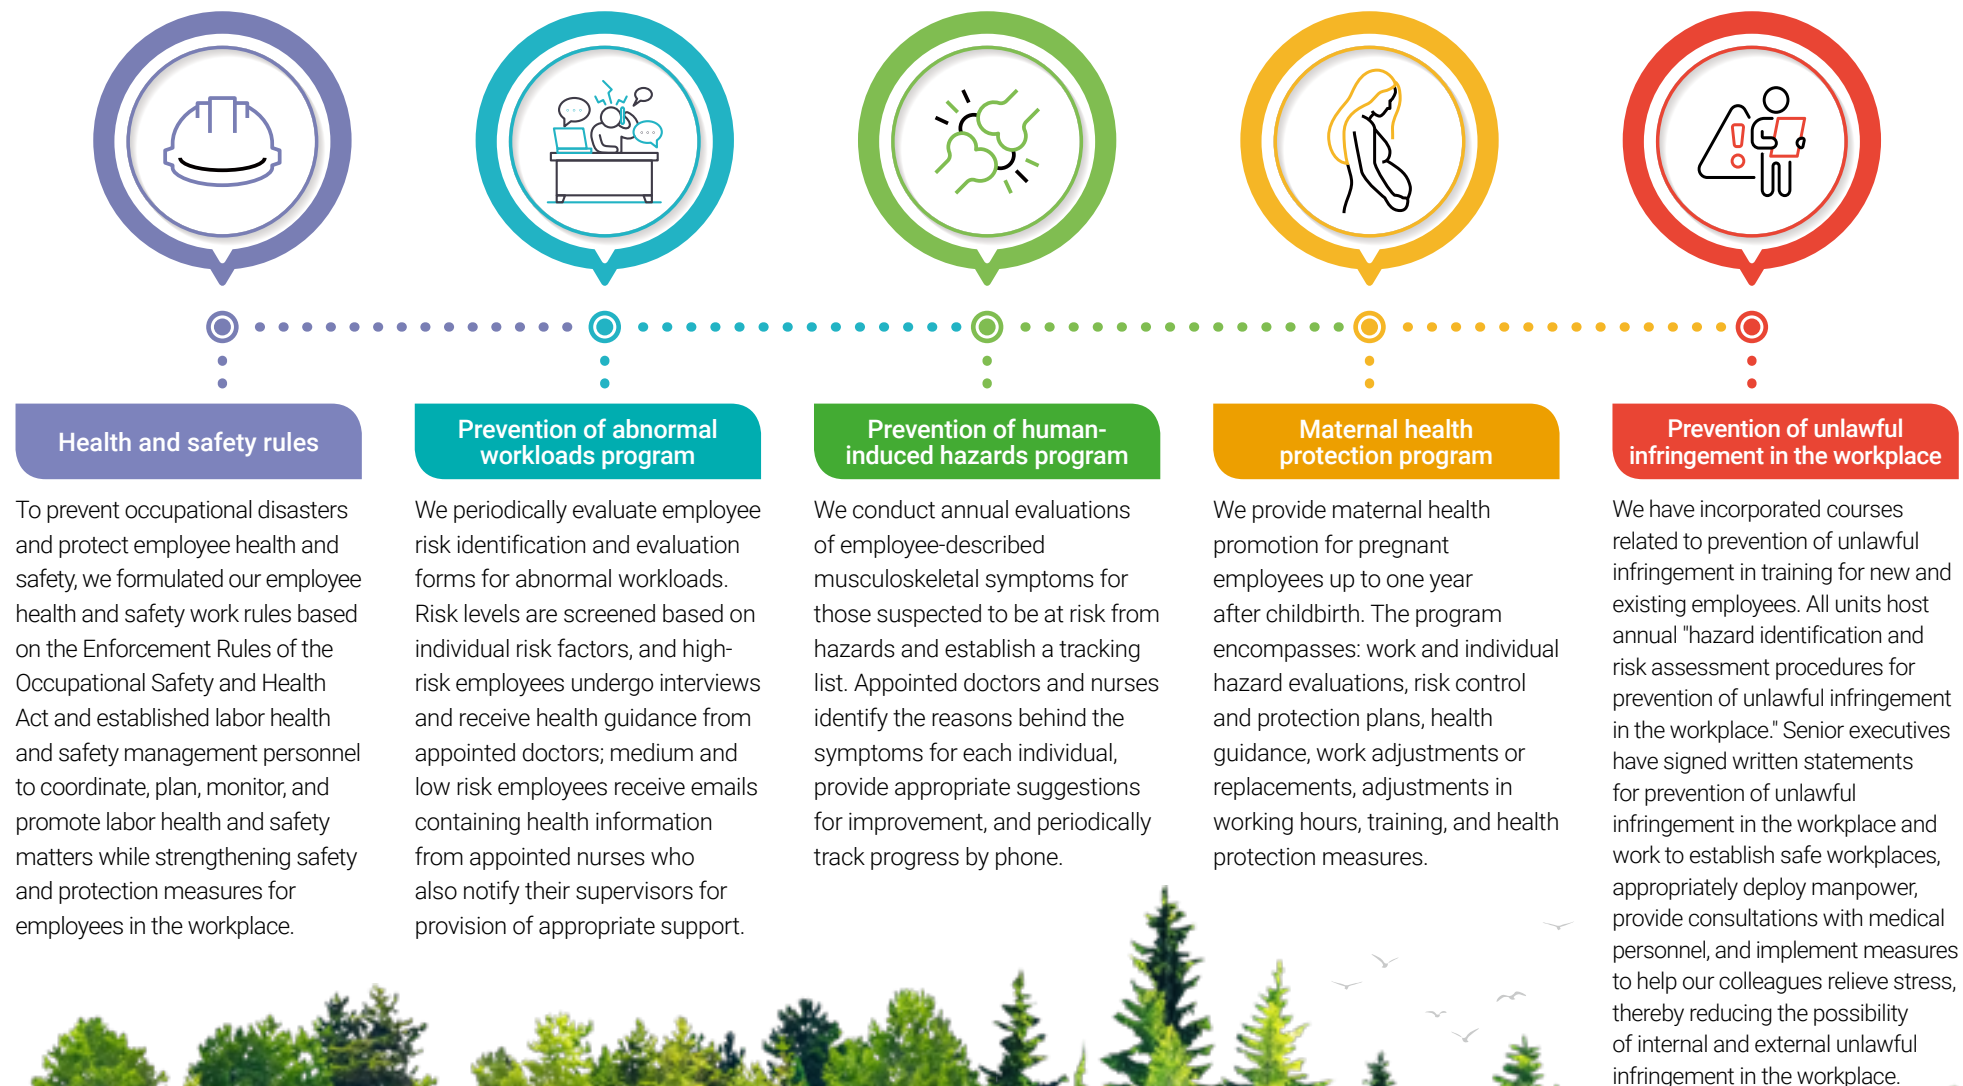 Health and safety rules
To prevent occupational disasters
and protect employee health and
safety, we formulated our employee
health and safety work rules based
on the Enforcement Rules of the
Occupational Safety and Health
Act and established labor health
and safety management personnel
to coordinate, plan, monitor, and
promote labor health and safety
matters while strengthening safety
and protection measures for
employees in the workplace.
Prevention of abnormal
workloads program
We periodically evaluate employee
risk identification and evaluation
forms for abnormal workloads.
Risk levels are screened based on
individual risk factors, and high-
risk employees undergo interviews
and receive health guidance from
appointed doctors; medium and
low risk employees receive emails
containing health information
from appointed nurses who
also notify their supervisors for
provision of appropriate support.
Prevention of human-
induced hazards program
We conduct annual evaluations
of employee-described
musculoskeletal symptoms for
those suspected to be at risk from
hazards and establish a tracking
list. Appointed doctors and nurses
identify the reasons behind the
symptoms for each individual,
provide appropriate suggestions
for improvement, and periodically
track progress by phone.
Maternal health
protection program
We provide maternal health
promotion for pregnant
employees up to one year
after childbirth. The program
encompasses: work and individual
hazard evaluations, risk control
and protection plans, health
guidance, work adjustments or
replacements, adjustments in
working hours, training, and health
protection measures.
Prevention of unlawful
infringement in the workplace
We have incorporated courses
related to prevention of unlawful
infringement in training for new and
existing employees. All units host
annual "hazard identification and
risk assessment procedures for
prevention of unlawful infringement
in the workplace." Senior executives
have signed written statements
for prevention of unlawful
infringement in the workplace and
work to establish safe workplaces,
appropriately deploy manpower,
provide consultations with medical
personnel, and implement measures
to help our colleagues relieve stress,
thereby reducing the possibility
of internal and external unlawful
infringement in the workplace.